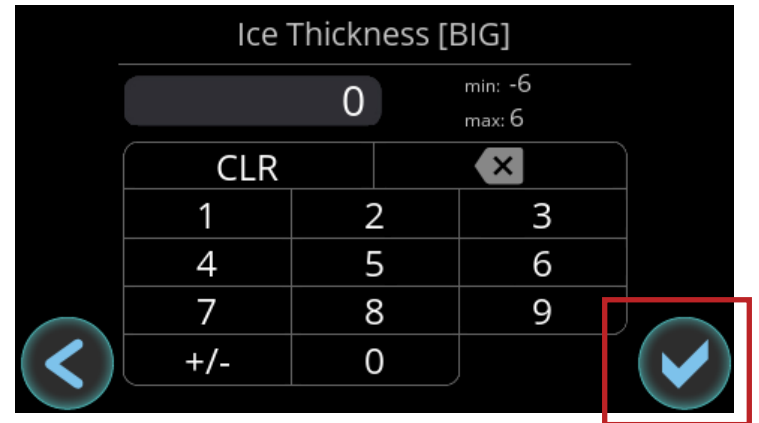 Ice Thickness [BIG]
0
min: -6
max: 6
CLR
1 2 3
4 5 6
7 8 9
+/- 0